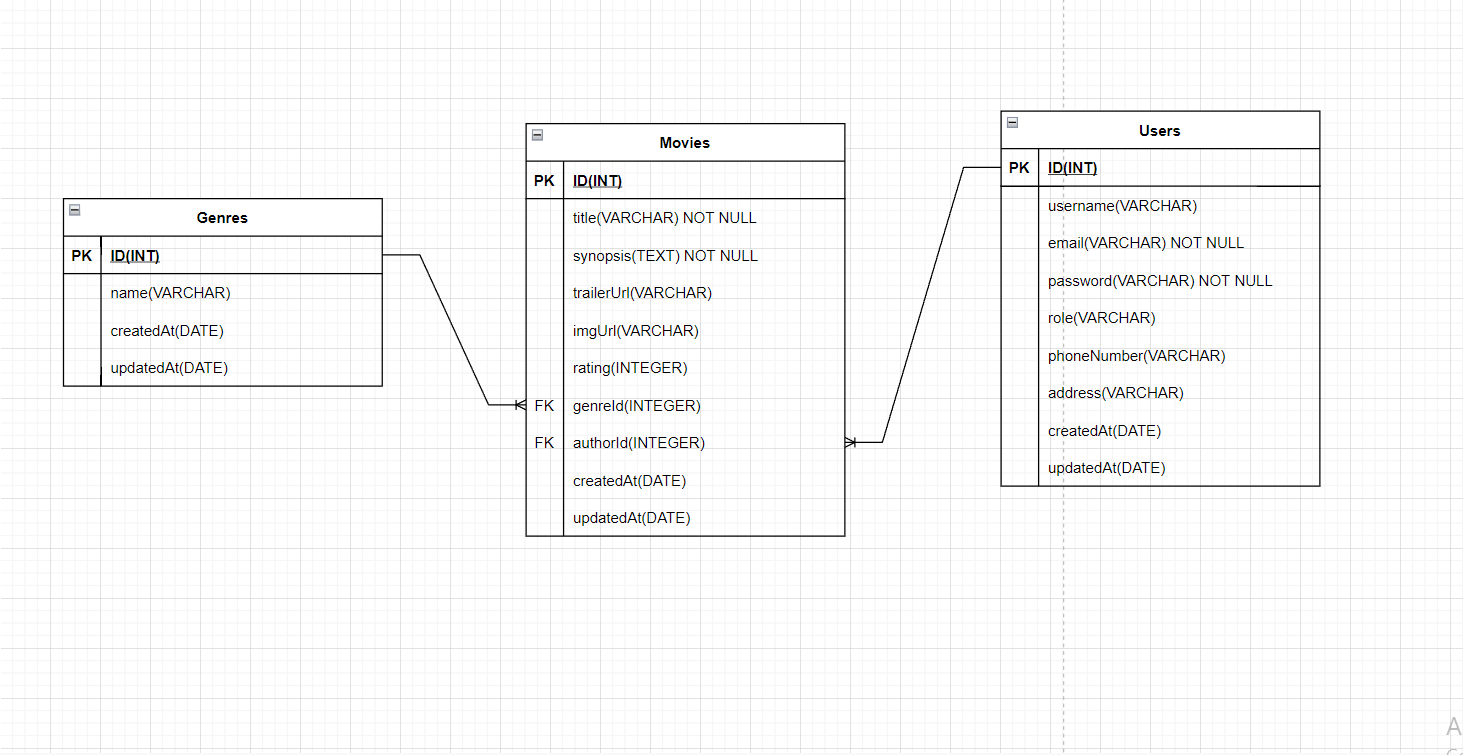 Genres
PK ID(INT)
name(VARCHAR)
createdAt(DATE)
updatedAt(DATE)
Movies
PK ID(INT)
title(VARCHAR) NOT NULL
synopsis(TEXT) NOT NULL
trailerUrl(VARCHAR)
imgUrl(VARCHAR)
rating(INTEGER)
FK genreId(INTEGER)
FK authorId(INTEGER)
createdAt(DATE)
updatedAt(DATE)
Users
PK ID(INT)
username(VARCHAR)
email(VARCHAR) NOT NULL
password(VARCHAR) NOT NULL
role(VARCHAR)
phoneNumber(VARCHAR)
address(VARCHAR)
createdAt(DATE)
updatedAt(DATE)